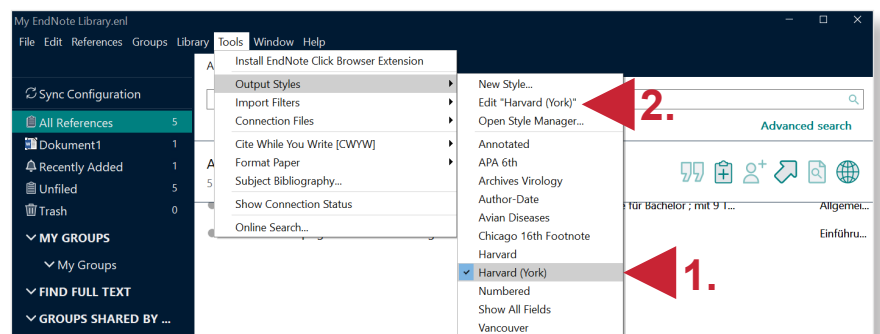 My EndNote Library.enl
File Edit References Groups Library Tools Window Help
Install EndNote Click Browser Extension
Output Styles
Import Filters
Connection Files
Cite While You Write [CWYW]
Format Paper
Subject Bibliography...
Show Connection Status
Online Search...
New Style...
Edit "Harvard (York)"
Open Style Manager...
Annotated
APA 6th
Archives Virology
Author-Date
Avian Diseases
Chicago 16th Footnote
Harvard
Harvard (York)
Numbered
Show All Fields
Vancouver
2.
1.
Sync Configuration
All References 5
Dokument1 1
Recently Added 1
Unfiled 5
Trash 0
MY GROUPS
My Groups
FIND FULL TEXT
GROUPS SHARED BY ...
Advanced search
für Bachelor ; mit 9 T...
Allgemei...
Einführu...